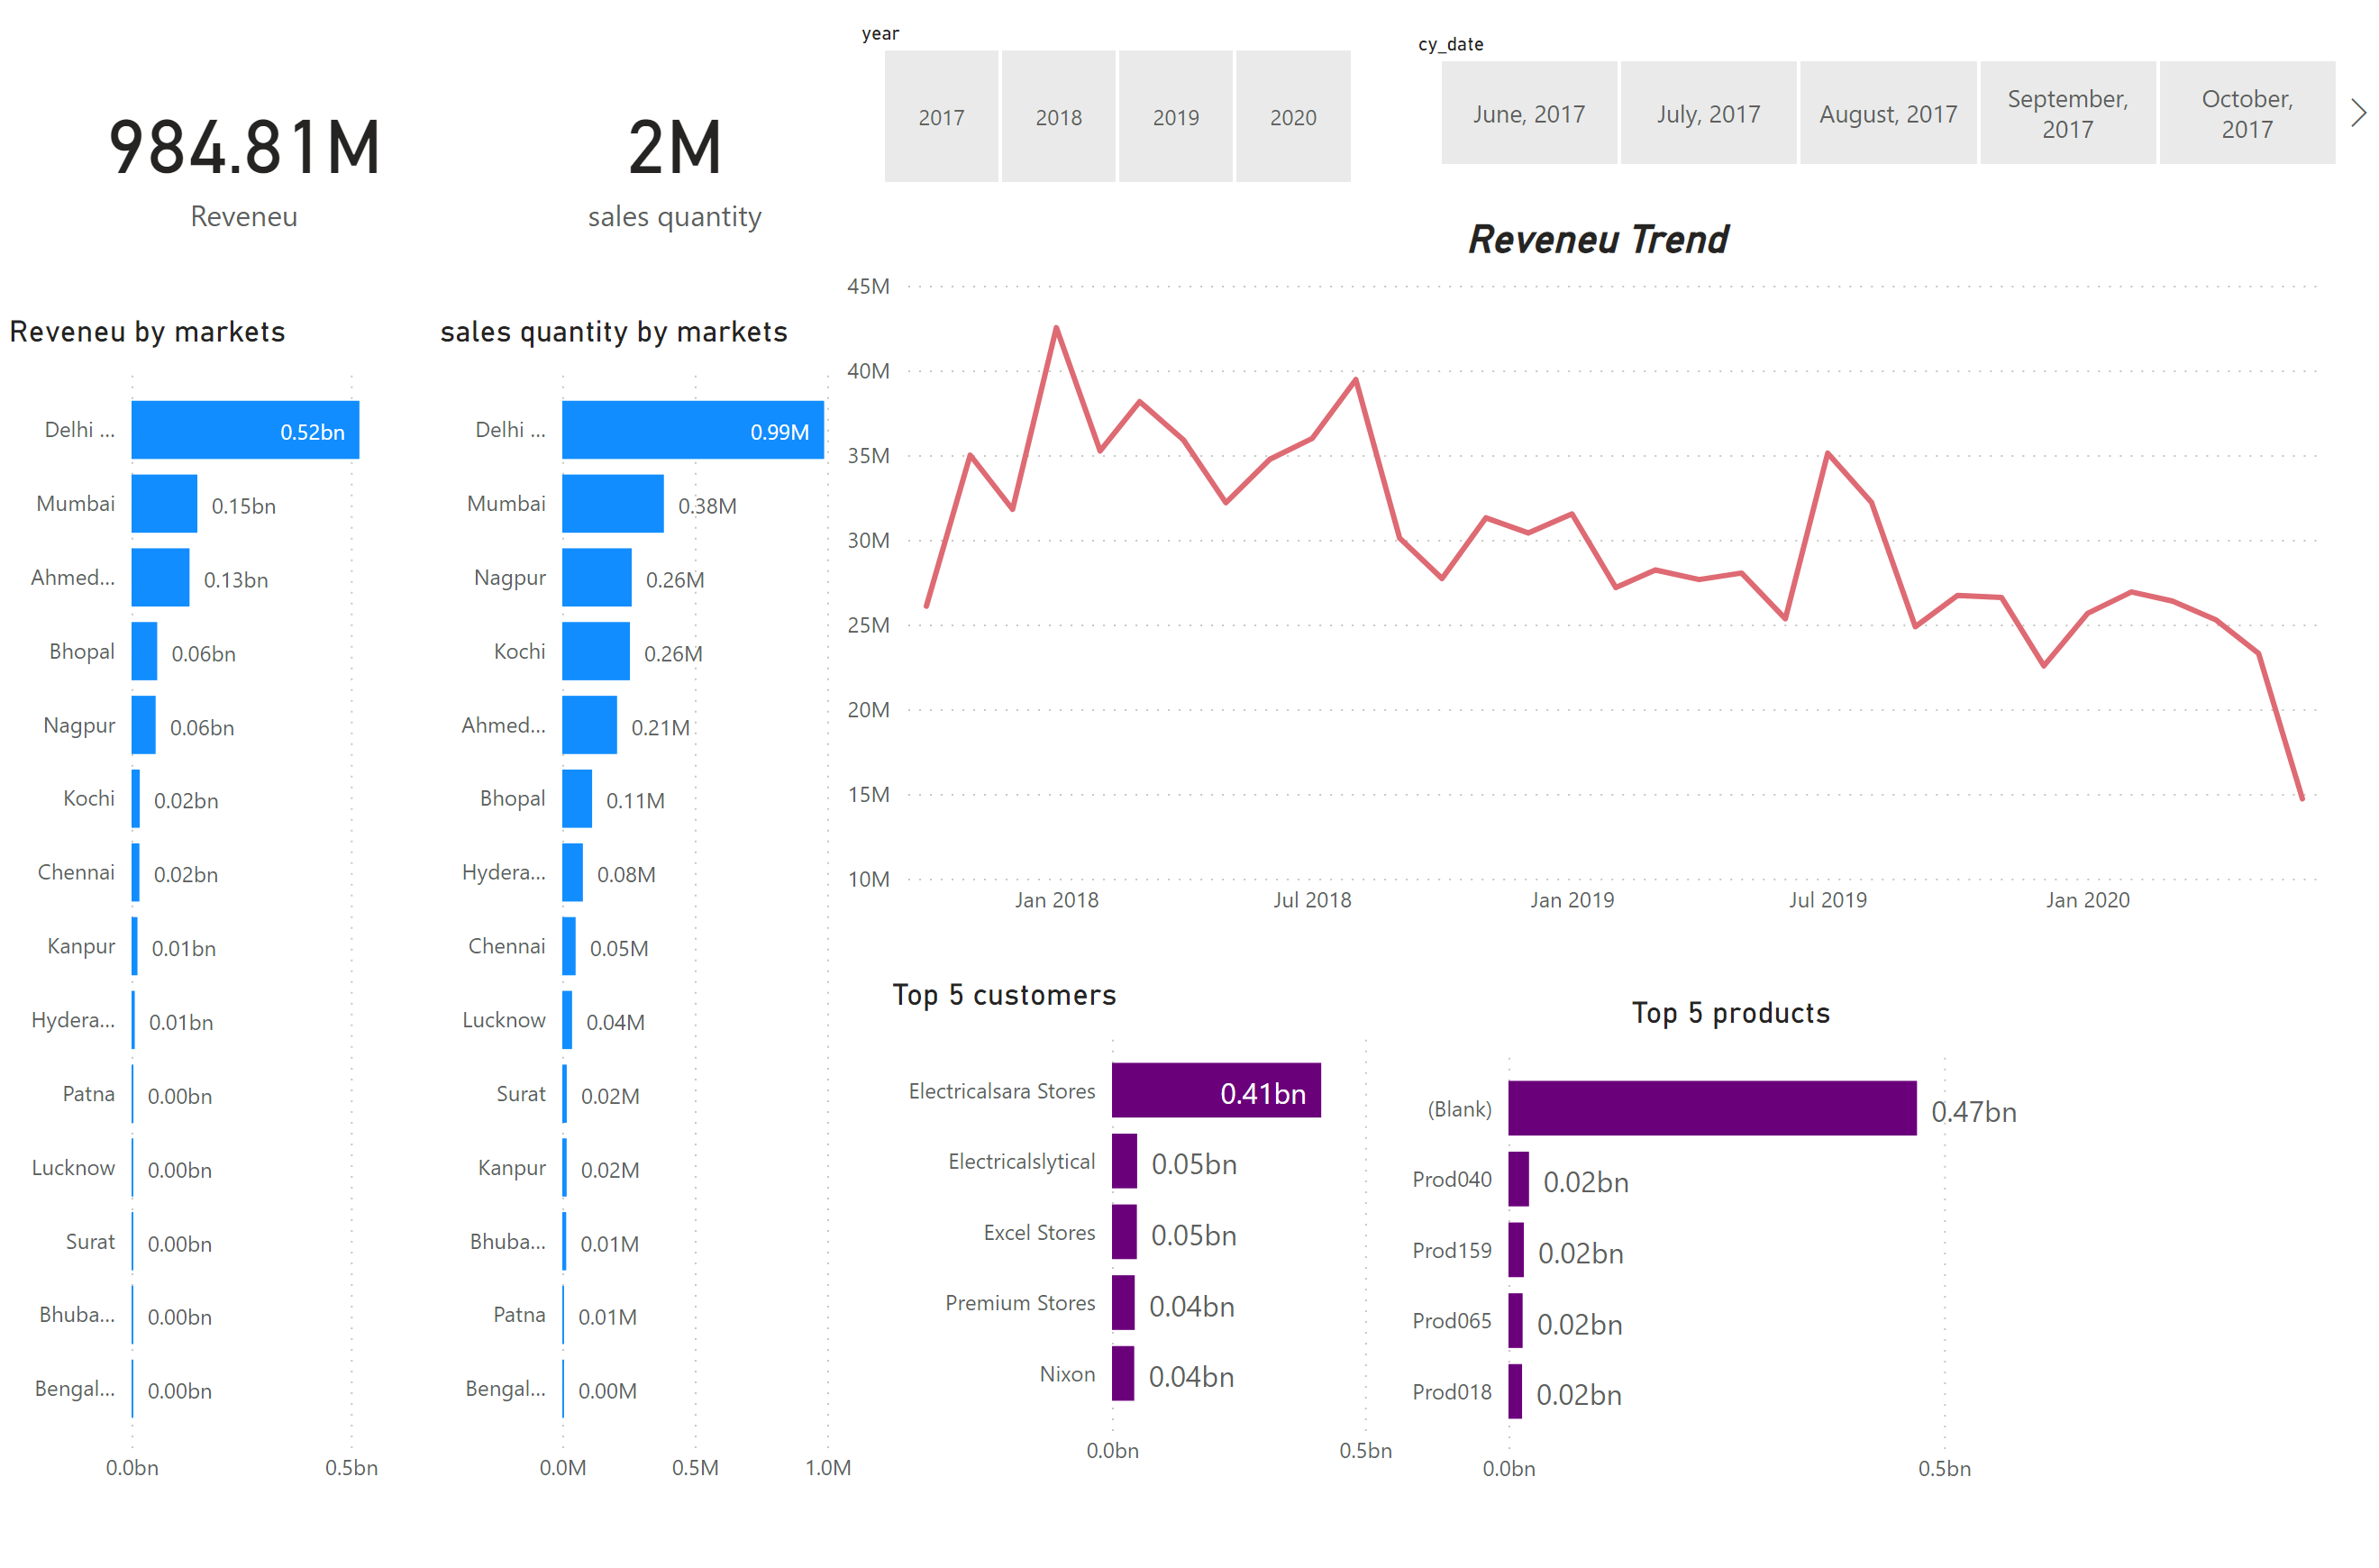 year
2017
2018
2019
2020
cy_date
June, 2017
July, 2017
August, 2017
September,
2017
October,
2017
984.81M
Reveneu
2M
sales quantity
Reveneu by markets
Delhi ...
0.52bn
Mumbai
0.15bn
Ahmed...
0.13bn
Bhopal
0.06bn
Nagpur
0.06bn
Kochi
0.02bn
Chennai
0.02bn
Kanpur
0.01bn
Hydera...
0.01bn
Patna
0.00bn
Lucknow
0.00bn
Surat
0.00bn
Bhuba...
0.00bn
Bengal...
0.00bn
0.0bn
0.5bn
sales quantity by markets
Delhi ...
0.99M
Mumbai
0.38M
Nagpur
0.26M
Kochi
0.26M
Ahmed...
0.21M
Bhopal
0.11M
Hydera...
0.08M
Chennai
0.05M
Lucknow
0.04M
Surat
0.02M
Kanpur
0.02M
Bhuba...
0.01M
Patna
0.01M
Bengal...
0.00M
0.0M
0.5M
1.0M
Reveneu Trend
45M
40M
35M
30M
25M
20M
15M
10M
Jan 2018
Jul 2018
Jan 2019
Jul 2019
Jan 2020
Top 5 customers
Electricalsara Stores
0.41bn
Electricalslytical
0.05bn
Excel Stores
0.05bn
Premium Stores
0.04bn
Nixon
0.04bn
0.0bn
0.5bn
Top 5 products
(Blank)
0.47bn
Prod040
0.02bn
Prod159
0.02bn
Prod065
0.02bn
Prod018
0.02bn
0.0bn
0.5bn